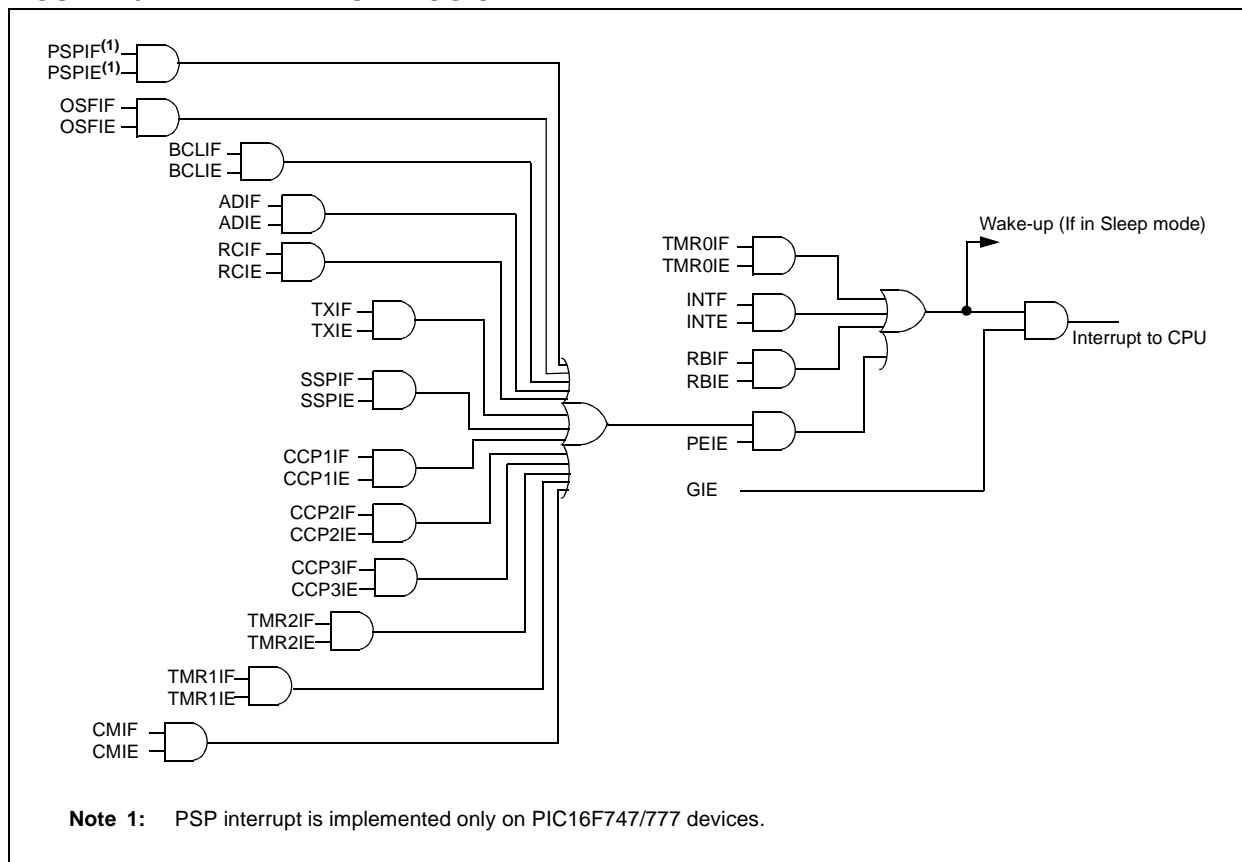 PSPIF(1)
PSPIE(1)
OSFIF
OSFIE
BCLIF
BCLIE
ADIF
ADIE
RCIF
RCIE
TXIF
TXIE
SSPIF
SSPIE
CCP1IF
CCP1IE
CCP2IF
CCP2IE
CCP3IF
CCP3IE
TMR2IF
TMR2IE
TMR1IF
TMR1IE
CMIF
CMIE
TMR0IF
TMR0IE
INTF
INTE
RBIF
RBIE
PEIE
GIE
Wake-up (If in Sleep mode)
Interrupt to CPU
Note 1: PSP interrupt is implemented only on PIC16F747/777 devices.